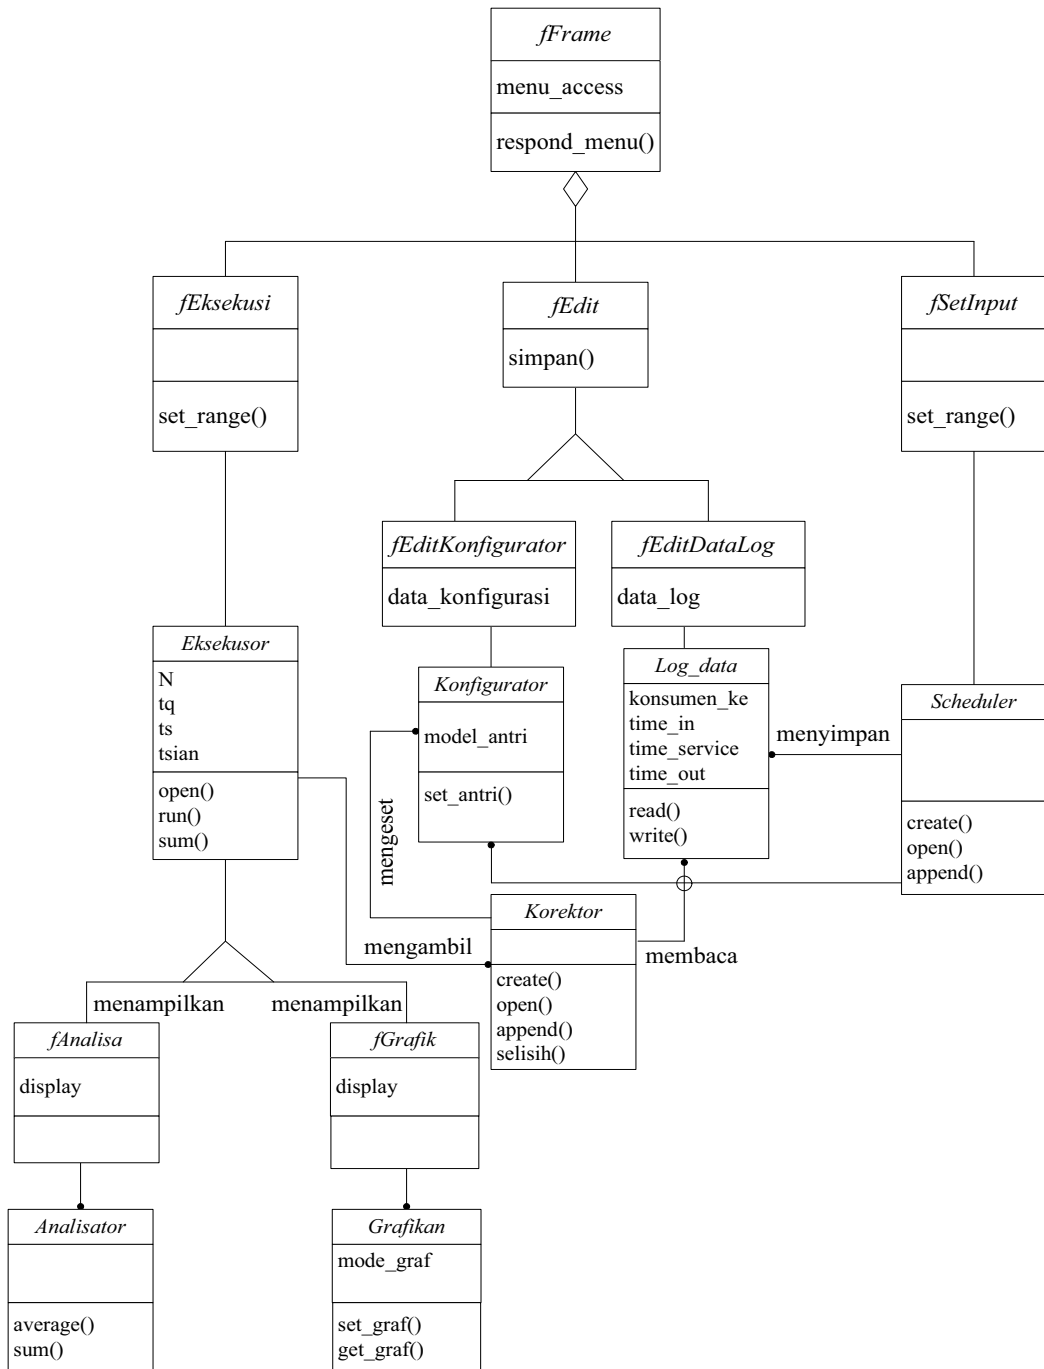 fFrame
menu_access
respond_menu()
fEksekusi
set_range()
fEdit
simpan()
fSetInput
set_range()
fEditKonfigurator
data_konfigurasi
fEditDataLog
data_log
Eksekusor
N
tq
ts
tsian
open()
run()
sum()
Konfigurator
model_antri
set_antri()
Log_data
konsumen_ke
time_in
time_service
time_out
read()
write()
menyimpan
Scheduler
create()
open()
append()
mengeset
mengambil
Korektor
create()
open()
append()
selisih()
membaca
menampilkan
menampilkan
fAnalisa
display
fGrafik
display
Analisator
average()
sum()
Grafikan
mode_graf
set_graf()
get_graf()